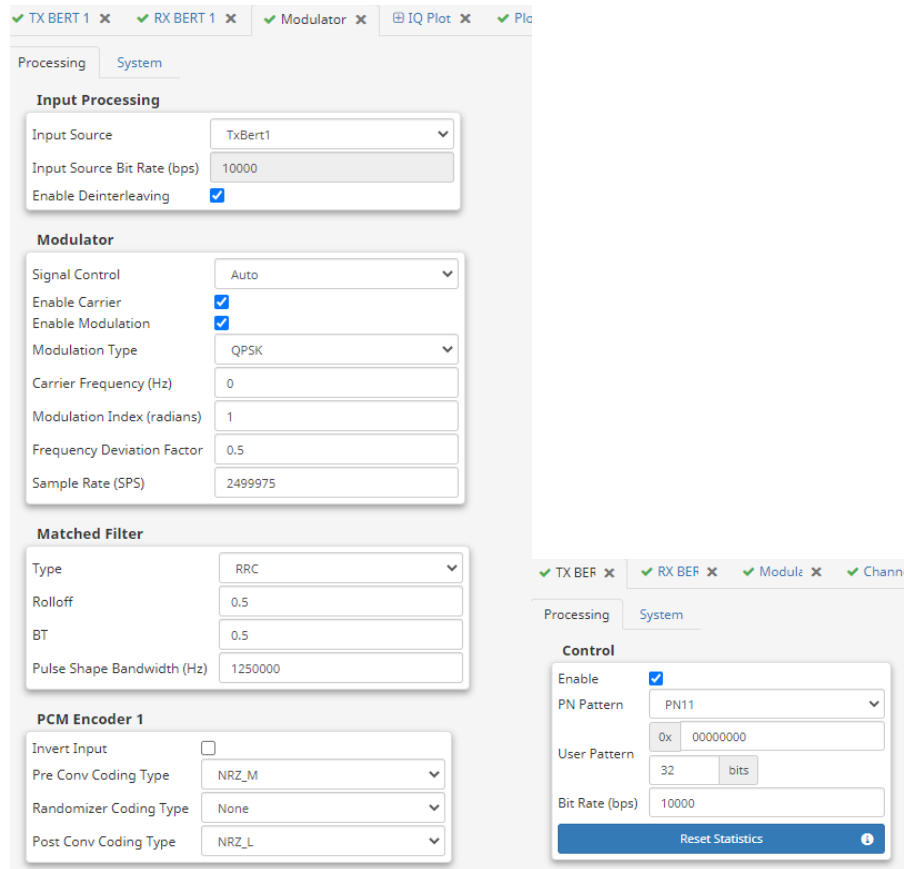 TX BERT 1 RX BERT 1 Modulator IQ Plot Plo
Processing System
Input Processing
Input Source TxBert1
Input Source Bit Rate (bps) 10000
Enable Deinterleaving
Modulator
Signal Control Auto
Enable Carrier
Enable Modulation
Modulation Type QPSK
Carrier Frequency (Hz) 0
Modulation Index (radians) 1
Frequency Deviation Factor 0.5
Sample Rate (SPS) 2499975
Matched Filter
Type RRC
Rolloff 0.5
BT 0.5
Pulse Shape Bandwidth (Hz) 1250000
PCM Encoder 1
Invert Input
Pre Conv Coding Type NRZ_M
Randomizer Coding Type None
Post Conv Coding Type NRZ_L
TX BER RX BER Modula Chann
Processing System
Control
Enable
PN Pattern PN11
User Pattern 0x 00000000
32 bits
Bit Rate (bps) 10000
Reset Statistics